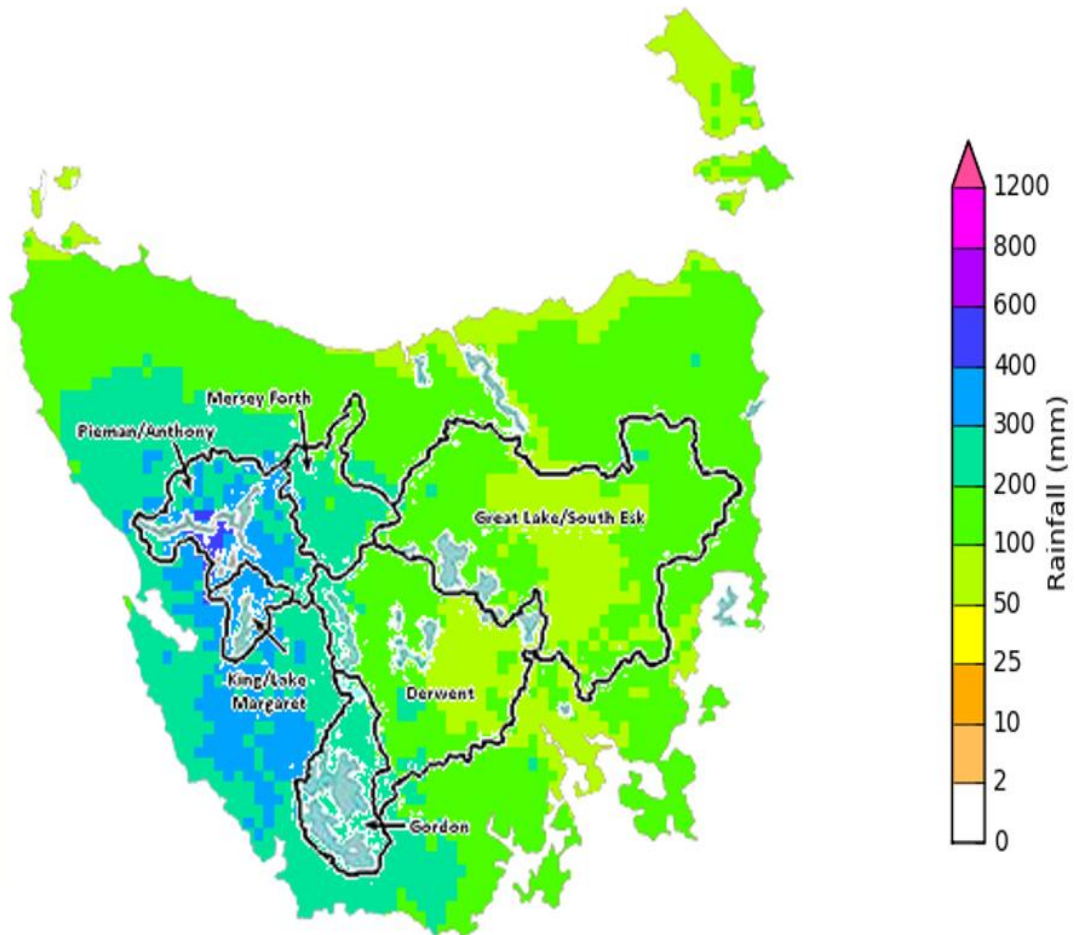 Mersey Forth
Pieman/Anthony
Great Lake/South Esk
King/Lake
Margaret
Derwent
Gordon
1200
800
600
400
300
200
100
50
25
10
2
0
Rainfall (mm)